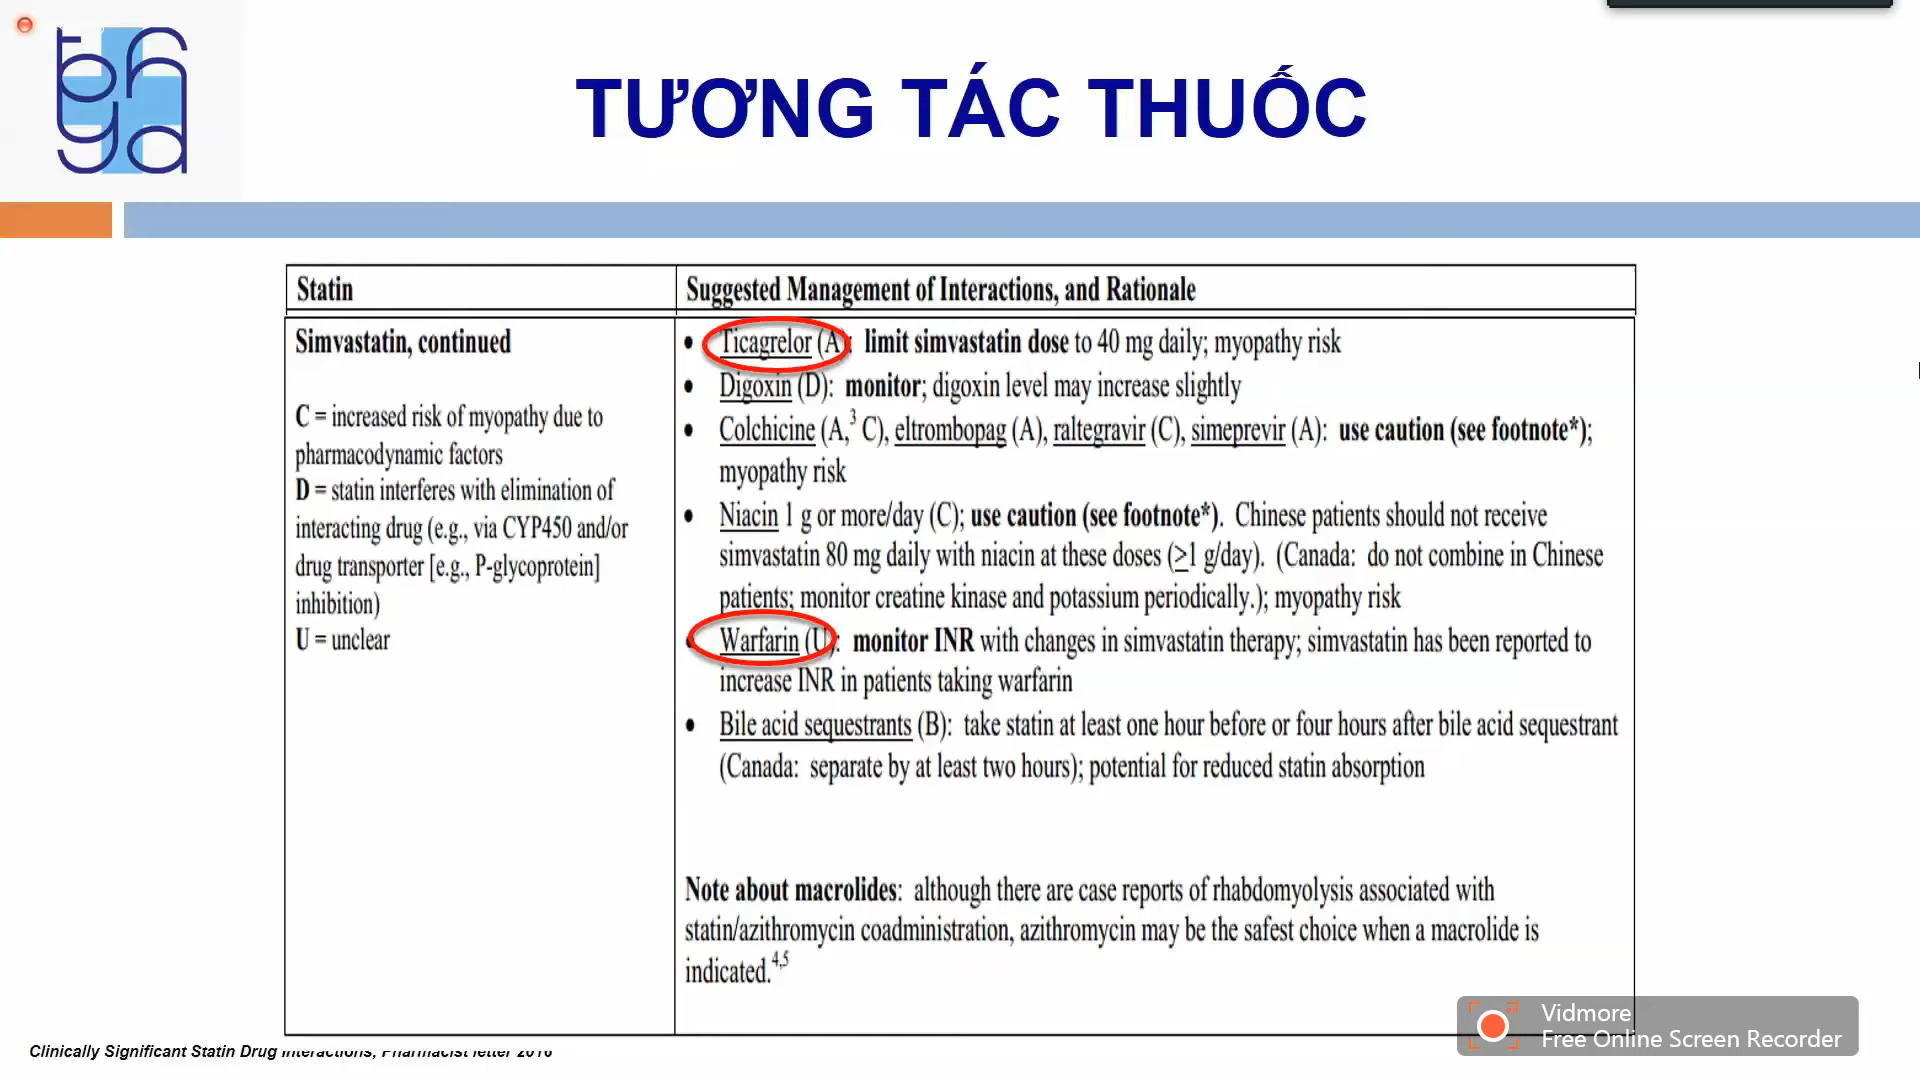 TƯƠNG TÁC THUỐC
Statin
Suggested Management of Interactions, and Rationale
Simvastatin, continued
C = increased risk of myopathy due to
pharmacodynamic factors
D = statin interferes with elimination of
interacting drug (e.g., via CYP450 and/or
drug transporter [e.g., P-glycoprotein]
inhibition)
U = unclear
• Ticagrelor (A): limit simvastatin dose to 40 mg daily; myopathy risk
• Digoxin (D): monitor; digoxin level may increase slightly
• Colchicine (A,3 C), eltrombopag (A), raltegravir (C), simeprevir (A): use caution (see footnote*);
myopathy risk
• Niacin 1 g or more/day (C); use caution (see footnote*). Chinese patients should not receive
simvastatin 80 mg daily with niacin at these doses (≥1 g/day). (Canada: do not combine in Chinese
patients; monitor creatine kinase and potassium periodically.); myopathy risk
• Warfarin (U): monitor INR with changes in simvastatin therapy; simvastatin has been reported to
increase INR in patients taking warfarin
• Bile acid sequestrants (B): take statin at least one hour before or four hours after bile acid sequestrant
(Canada: separate by at least two hours); potential for reduced statin absorption
Note about macrolides: although there are case reports of rhabdomyolysis associated with
statin/azithromycin coadministration, azithromycin may be the safest choice when a macrolide is
indicated.4,5
Clinically Significant Statin Drug Interactions, Pharmacist letter 2016
Vidmore
Free Online Screen Recorder